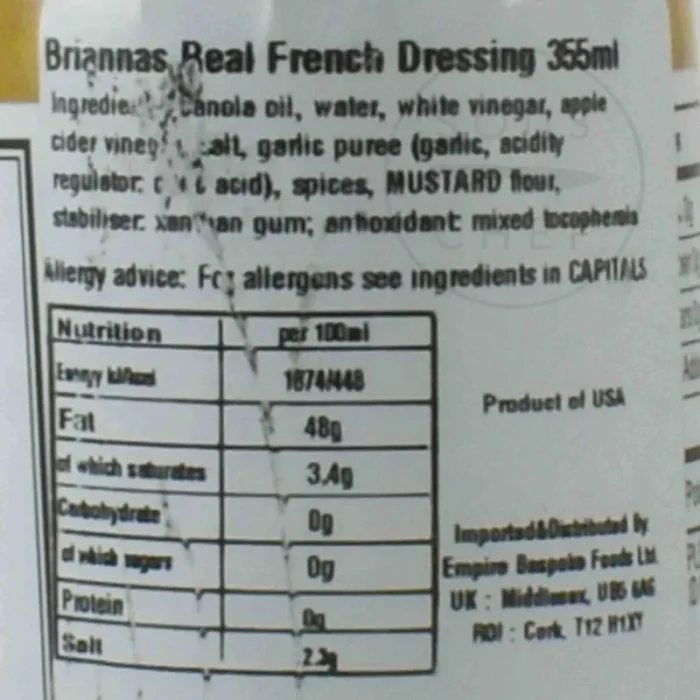 Briannas Real French Dressing 355ml
canola oil, water, white vinegar, apple
cider salt, garlic puree (garlic, acidity
regulator: acid), spices, MUSTARD flour,
stabiliser: xanthan gum; antioxidant: mixed tocopherols
Allergy advice: For allergens see ingredients in CAPITALS
Nutrition per 100ml
Energy
Fat 48g
of which saturates 3.4g
Carbohydrate 0g
of which sugars 0g
Protein 0g
Salt
Product of USA
Imported&Distributed By
Empire Bespoke Foods Ltd.
UK : Middlesex, UB5 6AG
ROI : Cork, T12 H1XY